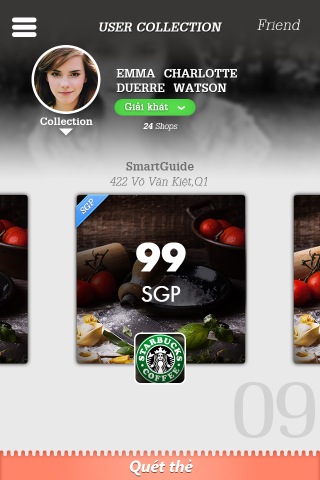 USER COLLECTION
Friend
EMMA CHARLOTTE
DUERRE WATSON
Giải khát
Collection
24 Shops
SmartGuide
422 Võ Văn Kiệt,Q1
SGP
99
SGP
STARBUCKS
COFFEE
09
Quét thẻ